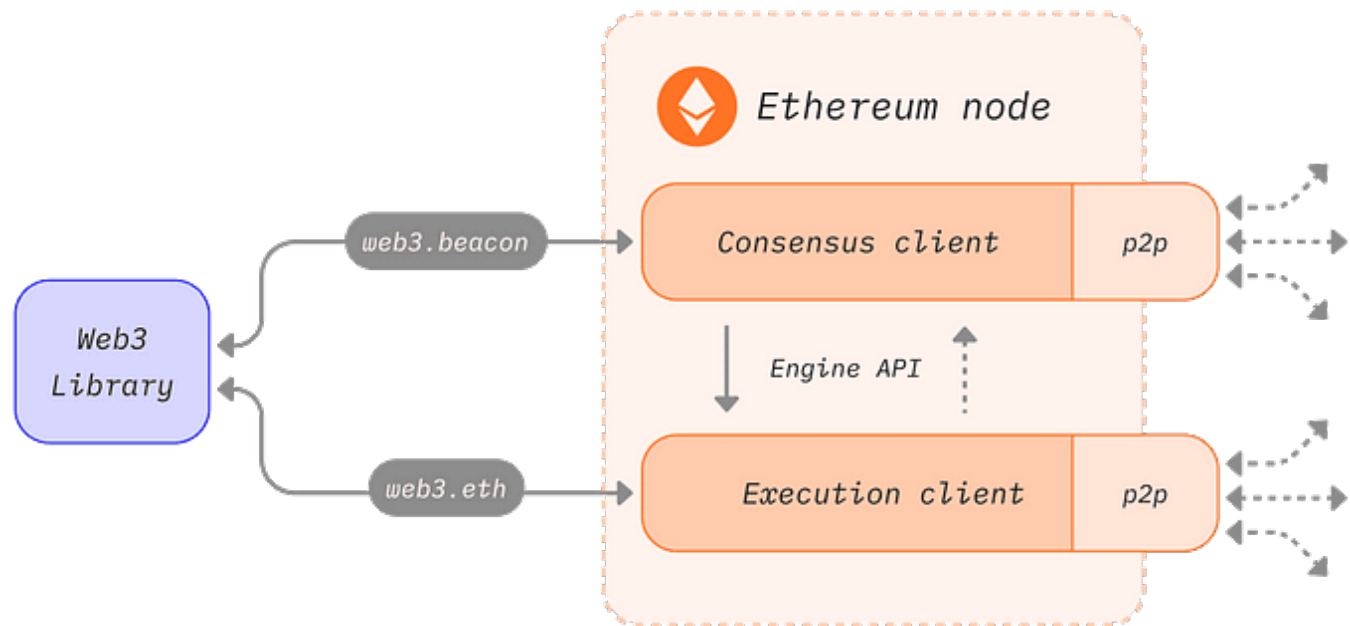 Ethereum node
web3.beacon
Consensus client
p2p
Web3
Library
Engine API
web3.eth
Execution client
p2p